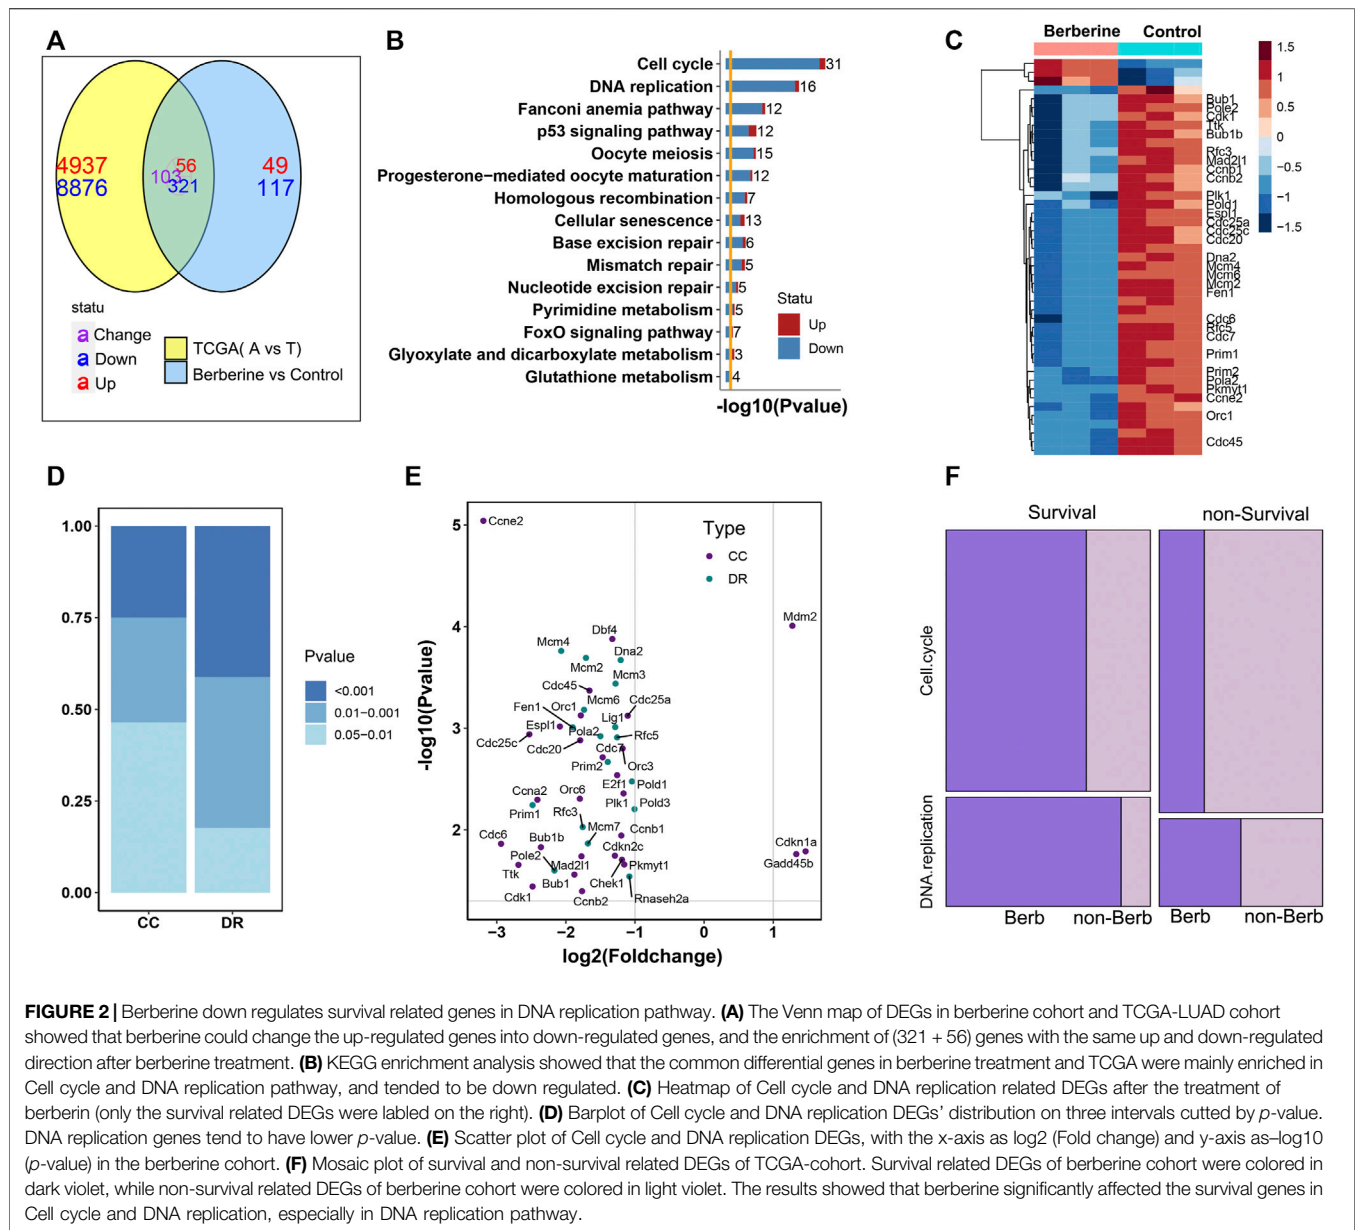 A
4937
8876
56
103
321
49
117
statu
a Change
a Down
a Up
TCGA( A vs T)
Berberine vs Control
B
Cell cycle 31
DNA replication 16
Fanconi anemia pathway 12
p53 signaling pathway 12
Oocyte meiosis 15
Progesterone−mediated oocyte maturation 12
Homologous recombination 7
Cellular senescence 13
Base excision repair 6
Mismatch repair 5
Nucleotide excision repair 5
Pyrimidine metabolism 5
FoxO signaling pathway 7
Glyoxylate and dicarboxylate metabolism 3
Glutathione metabolism 4
-log10(Pvalue)
Statu
Up
Down
C
Berberine Control
Bub1
Pole2
Cdk1
Ttk
Bub1b
Rfc3
Mad2l1
Ccnb1
Ccnb2
Plk1
Pold1
Espl1
Cdc25a
Cdc25c
Cdc20
Dna2
Mcm4
Mcm6
Mcm2
Fen1
Cdc6
Rfc5
Cdc7
Prim1
Prim2
Pola2
Pkmyt1
Ccne2
Orc1
Cdc45
1.5
1
0.5
0
−0.5
−1
−1.5
D
1.00
0.75
0.50
0.25
0.00
CC DR
Pvalue
<0.001
0.01−0.001
0.05−0.01
E
-log10(Pvalue)
5
4
3
2
Ccne2
Type
CC
DR
Mdm2
Dbf4
Mcm4
Dna2
Mcm2
Mcm3
Cdc45
Mcm6
Cdc25a
Fen1
Orc1
Lig1
Espl1
Pola2
Rfc5
Cdc25c
Cdc20
Cdc7
Prim2
Orc3
E2f1
Pold1
Ccna2
Orc6
Plk1
Pold3
Prim1
Rfc3
Mcm7
Ccnb1
Cdc6
Bub1b
Cdkn2c
Cdkn1a
Pole2
Mad2l1
Pkmyt1
Gadd45b
Ttk
Bub1
Chek1
Cdk1
Ccnb2
Rnaseh2a
−3 −2 −1 0 1
log2(Foldchange)
F
Survival non-Survival
Cell.cycle
DNA.replication
Berb non-Berb Berb non-Berb
FIGURE 2 | Berberine down regulates survival related genes in DNA replication pathway. (A) The Venn map of DEGs in berberine cohort and TCGA-LUAD cohort
showed that berberine could change the up-regulated genes into down-regulated genes, and the enrichment of (321 + 56) genes with the same up and down-regulated
direction after berberine treatment. (B) KEGG enrichment analysis showed that the common differential genes in berberine treatment and TCGA were mainly enriched in
Cell cycle and DNA replication pathway, and tended to be down regulated. (C) Heatmap of Cell cycle and DNA replication related DEGs after the treatment of
berberin (only the survival related DEGs were labled on the right). (D) Barplot of Cell cycle and DNA replication DEGs’ distribution on three intervals cutted by p-value.
DNA replication genes tend to have lower p-value. (E) Scatter plot of Cell cycle and DNA replication DEGs, with the x-axis as log2 (Fold change) and y-axis as–log10
(p-value) in the berberine cohort. (F) Mosaic plot of survival and non-survival related DEGs of TCGA-cohort. Survival related DEGs of berberine cohort were colored in
dark violet, while non-survival related DEGs of berberine cohort were colored in light violet. The results showed that berberine significantly affected the survival genes in
Cell cycle and DNA replication, especially in DNA replication pathway.